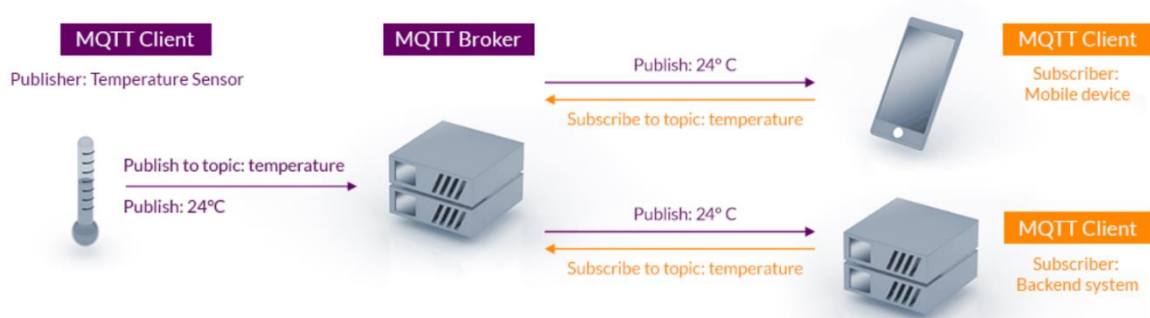 MQTT Client
Publisher: Temperature Sensor
Publish to topic: temperature
Publish: 24°C
MQTT Broker
Publish: 24° C
Subscribe to topic: temperature
MQTT Client
Subscriber:
Mobile device
Publish: 24° C
Subscribe to topic: temperature
MQTT Client
Subscriber:
Backend system